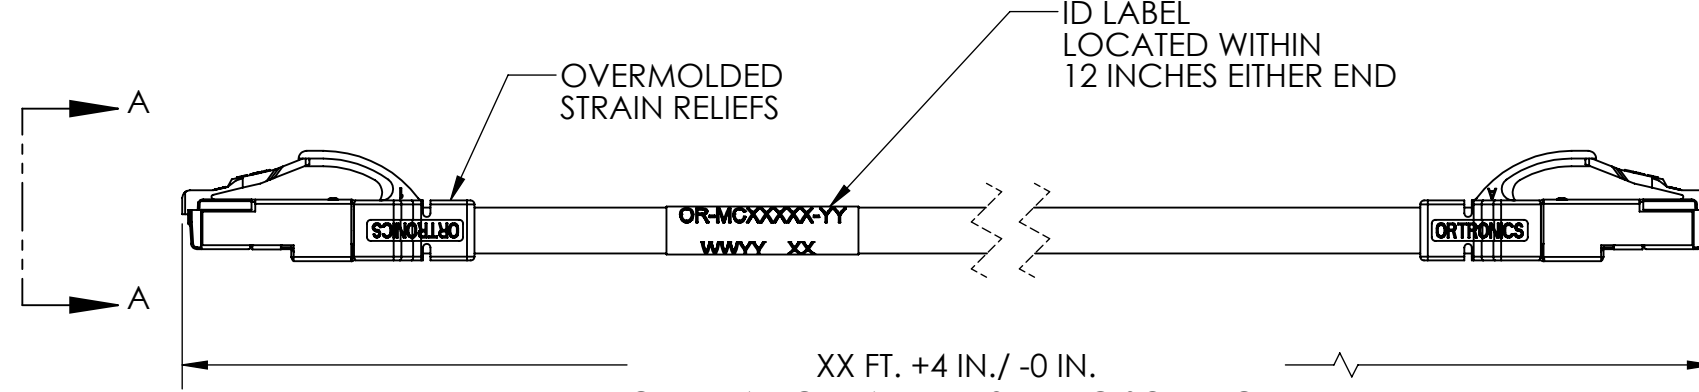 ID LABEL
LOCATED WITHIN
12 INCHES EITHER END
OVERMOLDED
STRAIN RELIEFS
A
OR-MCXXXXX-YY
WWYY XX
ORTRONICS
ORTRONICS
A
A
XX FT. +4 IN./ -0 IN.